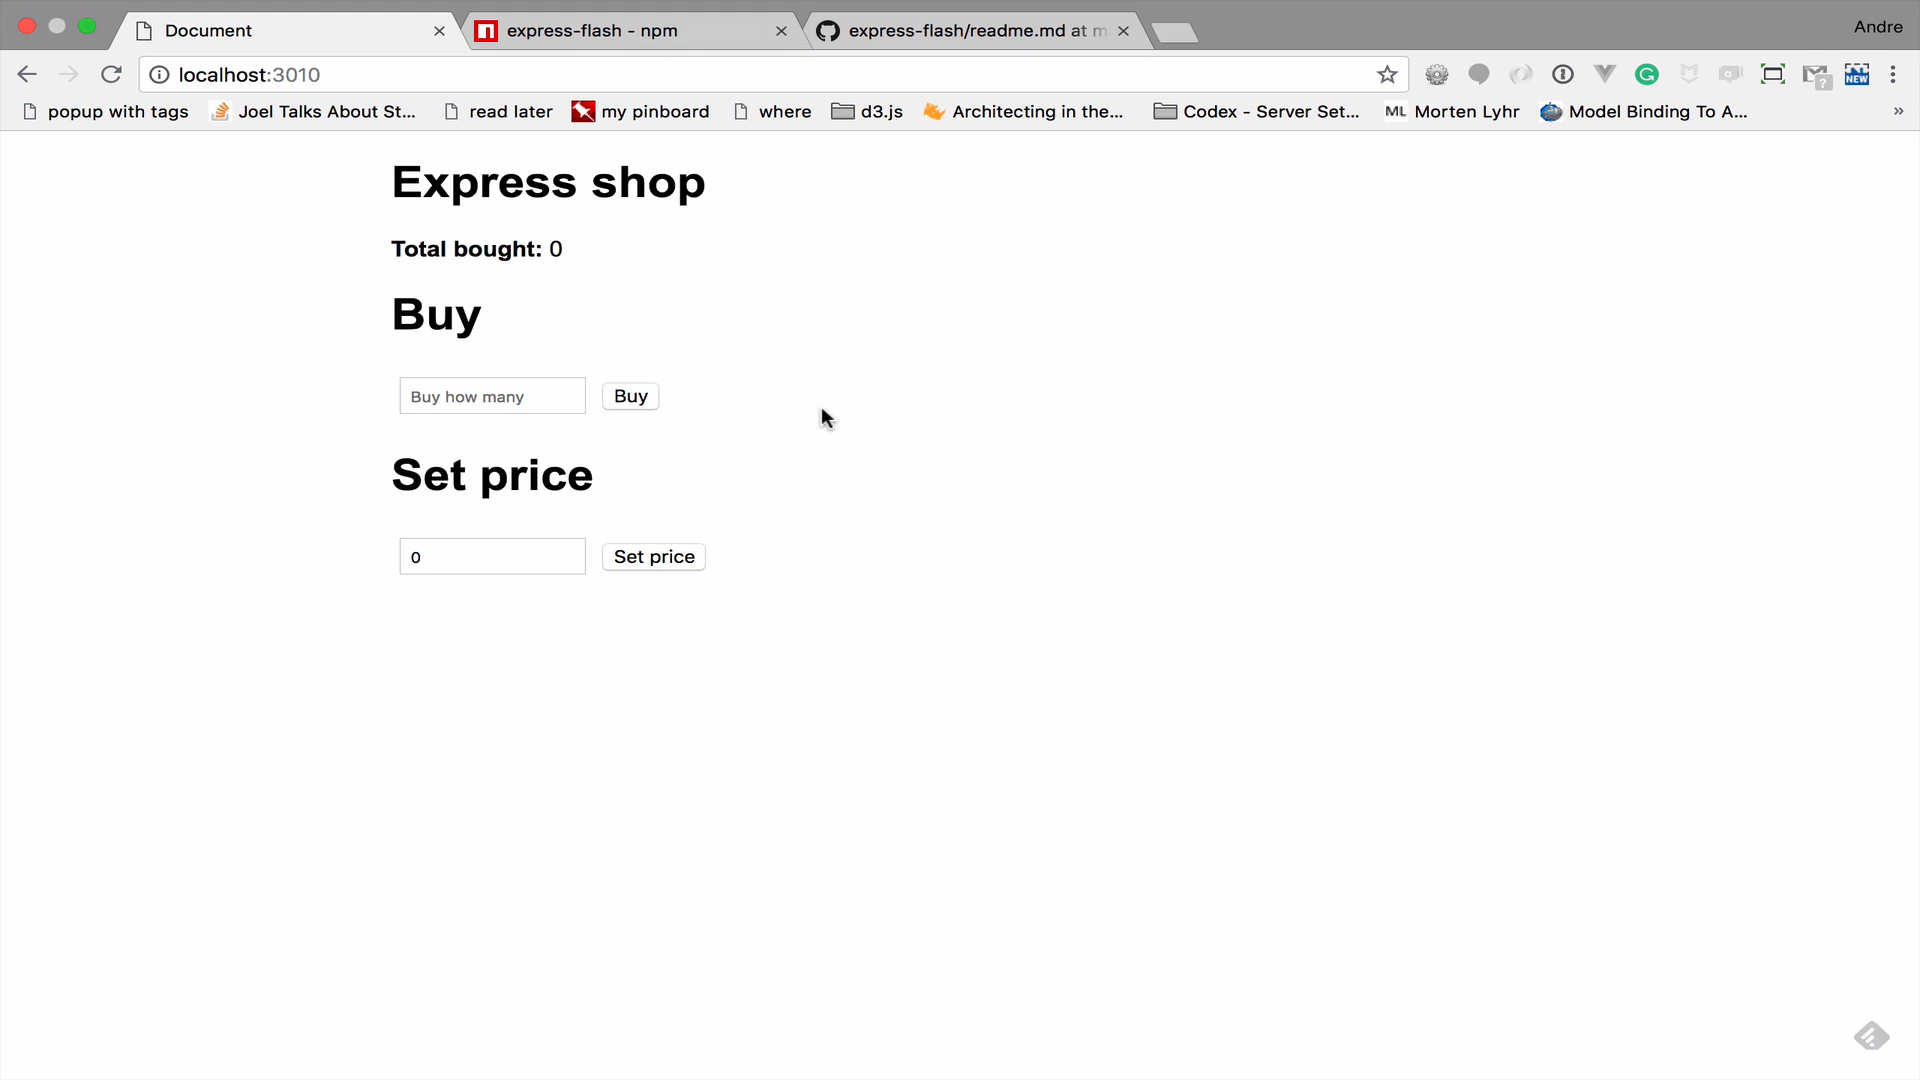 Document
express-flash - npm
express-flash/readme.md at m
Andre
localhost:3010
popup with tags
Joel Talks About St...
read later
my pinboard
where
d3.js
Architecting in the...
Codex - Server Set...
ML Morten Lyhr
Model Binding To A...
»
NEW
Express shop
Total bought: 0
Buy
Buy how many
Buy
Set price
0
Set price